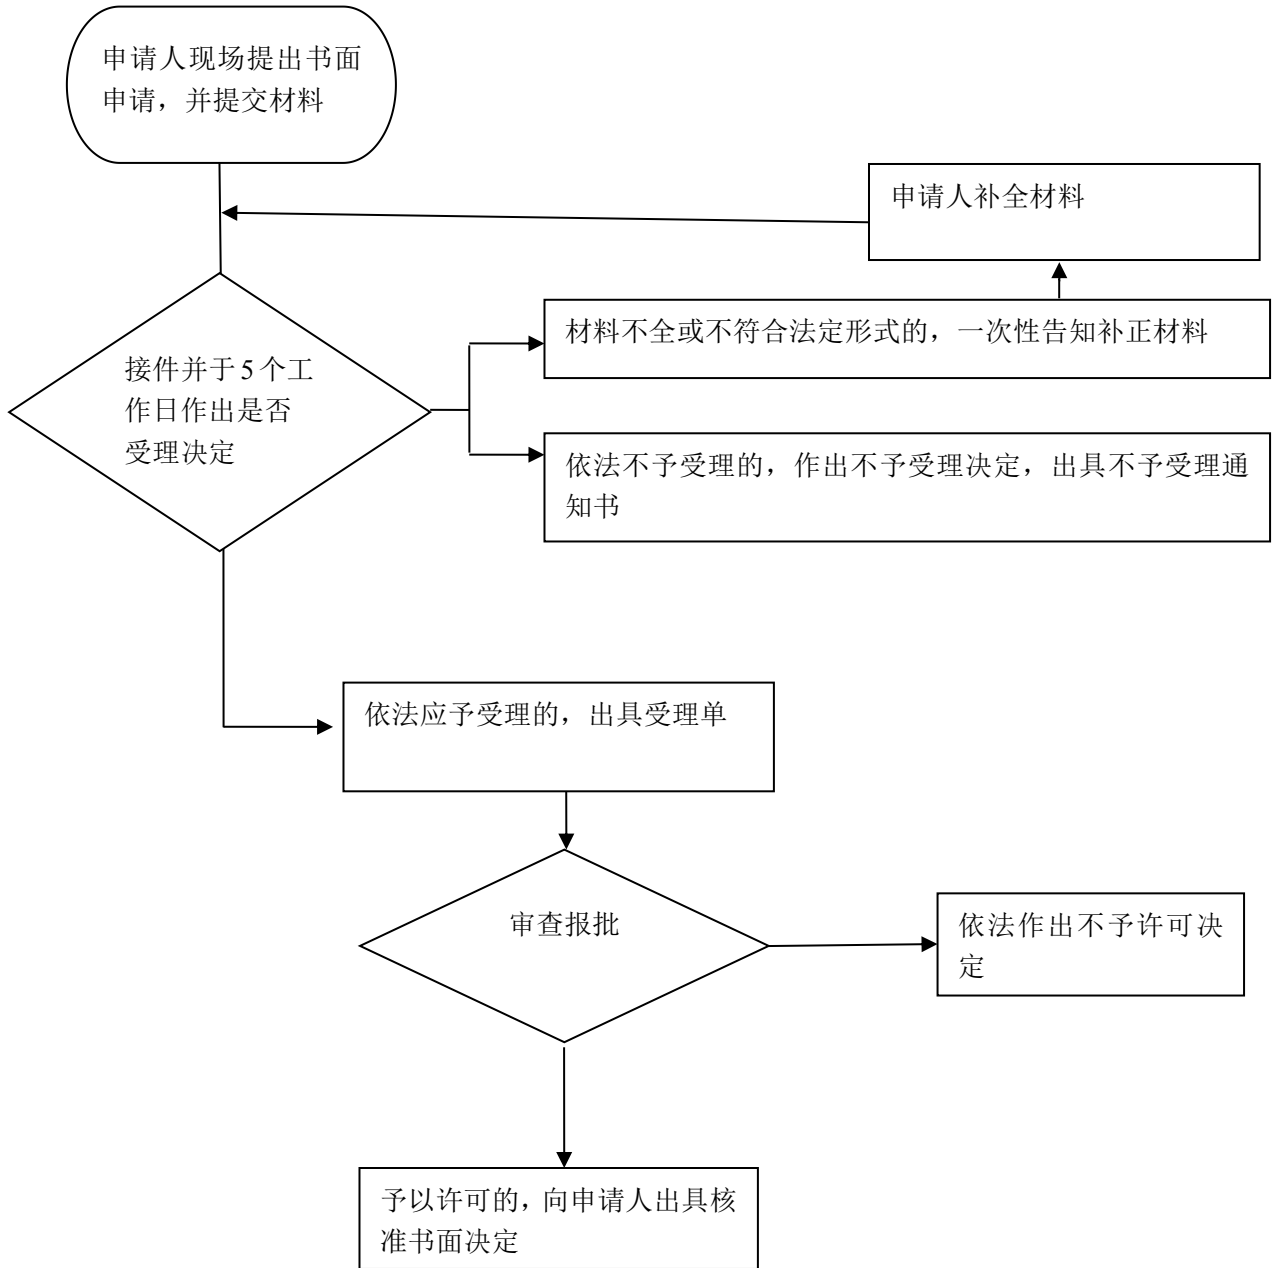 申请人现场提出书面
申请，并提交材料
申请人补全材料
材料不全或不符合法定形式的，一次性告知补正材料
接件并于5个工
作日作出是否
受理决定
依法不予受理的，作出不予受理决定，出具不予受理通
知书
依法应予受理的，出具受理单
审查报批
依法作出不予许可决
定
予以许可的，向申请人出具核
准书面决定